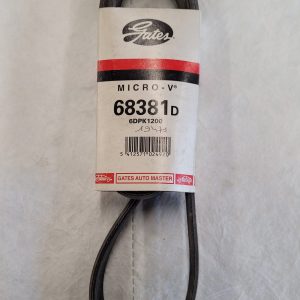 Gates
MICRO-V®
68381D
6DPK1200
GATES AUTO MASTER